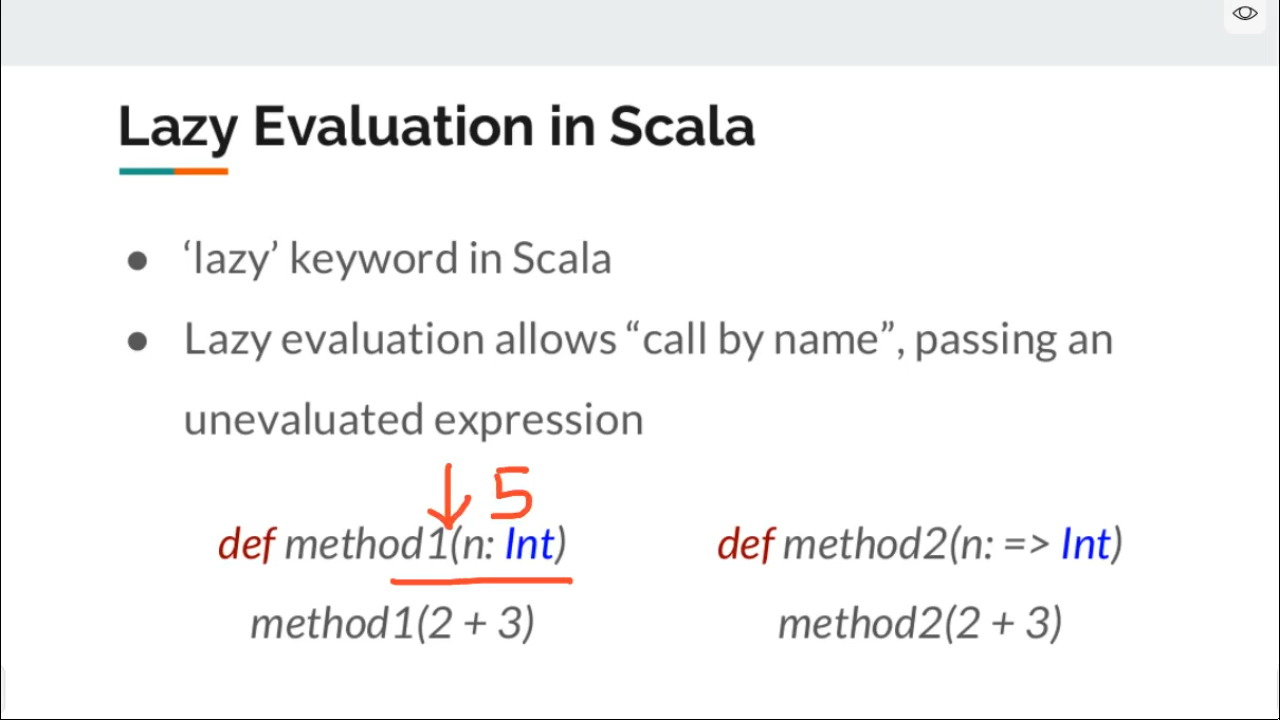 Lazy Evaluation in Scala
● ‘lazy’ keyword in Scala
● Lazy evaluation allows “call by name”, passing an
unevaluated expression
↓ 5
def method1(n: Int) def method2(n: => Int)
method1(2 + 3) method2(2 + 3)